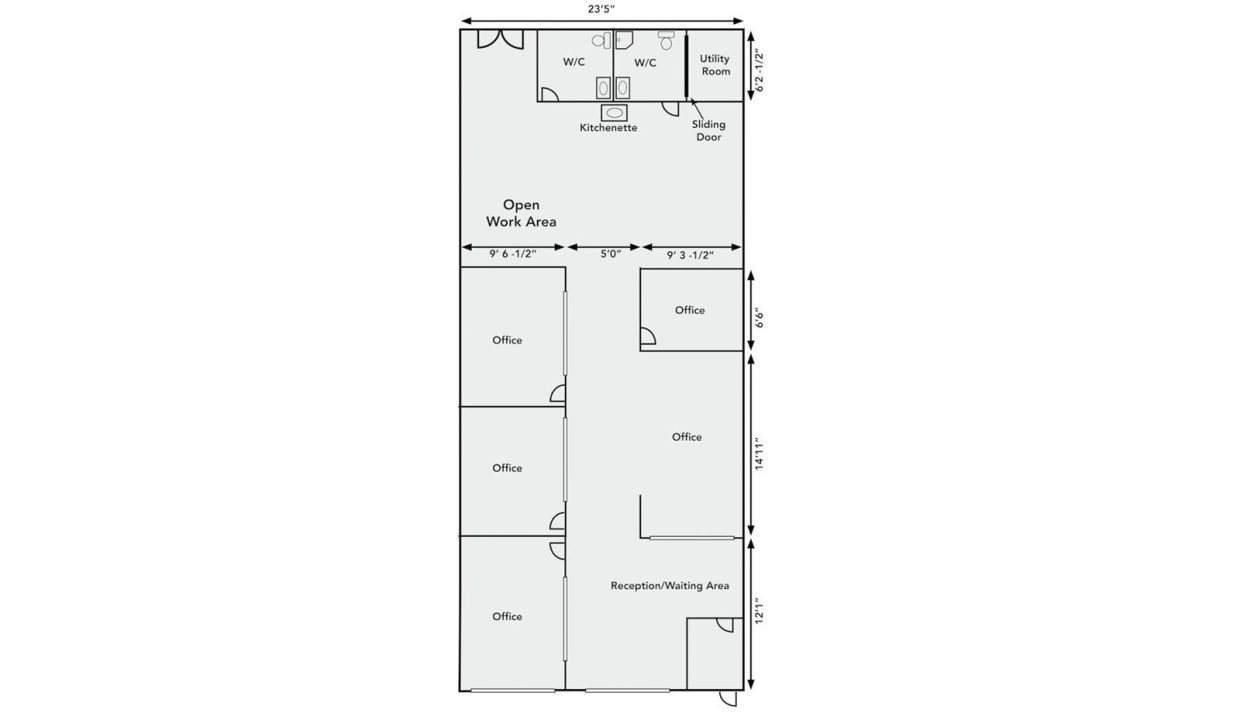 23'5"
W/C
W/C
Utility
Room
6'2 -1/2"
Kitchenette
Sliding
Door
Open
Work Area
9' 6 -1/2"
5'0"
9' 3 -1/2"
Office
6'6"
Office
Office
14'11"
Office
Reception/Waiting Area
12'1"
Office